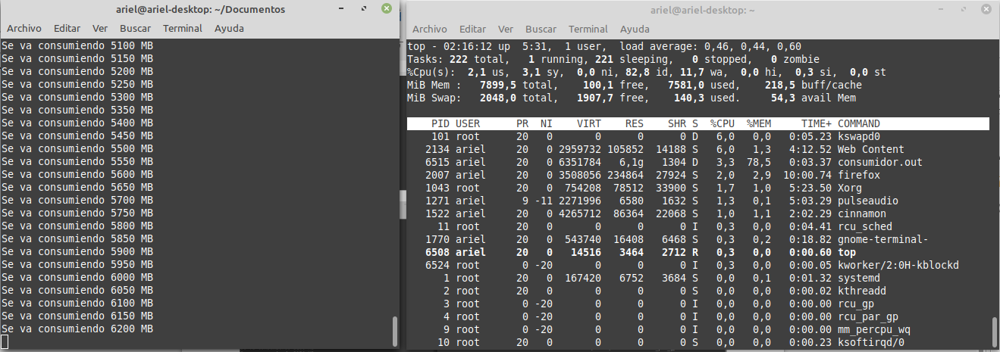 ariel@ariel-desktop: ~/Documentos
Archivo Editar Ver Buscar Terminal Ayuda
Se va consumiendo 5100 MB
Se va consumiendo 5150 MB
Se va consumiendo 5200 MB
Se va consumiendo 5250 MB
Se va consumiendo 5300 MB
Se va consumiendo 5350 MB
Se va consumiendo 5400 MB
Se va consumiendo 5450 MB
Se va consumiendo 5500 MB
Se va consumiendo 5550 MB
Se va consumiendo 5600 MB
Se va consumiendo 5650 MB
Se va consumiendo 5700 MB
Se va consumiendo 5750 MB
Se va consumiendo 5800 MB
Se va consumiendo 5850 MB
Se va consumiendo 5900 MB
Se va consumiendo 5950 MB
Se va consumiendo 6000 MB
Se va consumiendo 6050 MB
Se va consumiendo 6100 MB
Se va consumiendo 6150 MB
Se va consumiendo 6200 MB
ariel@ariel-desktop: ~
Archivo Editar Ver Buscar Terminal Ayuda
top - 02:16:12 up  5:31,  1 user,  load average: 0,46, 0,44, 0,60
Tasks: 222 total,   1 running, 221 sleeping,   0 stopped,   0 zombie
%Cpu(s):  2,1 us,  3,1 sy,  0,0 ni, 82,8 id, 11,7 wa,  0,0 hi,  0,3 si,  0,0 st
MiB Mem :   7899,5 total,    100,1 free,   7581,0 used,    218,5 buff/cache
MiB Swap:   2048,0 total,   1907,7 free,    140,3 used.     54,3 avail Mem
PID USER PR NI VIRT RES SHR S %CPU %MEM TIME+ COMMAND
101 root 20 0 0 0 0 D 6,0 0,0 0:05.23 kswapd0
2134 ariel 20 0 2959732 105852 14188 S 6,0 1,3 4:12.52 Web Content
6515 ariel 20 0 6351784 6,1g 1304 D 3,3 78,5 0:03.37 consumidor.out
2007 ariel 20 0 3508056 234864 27924 S 2,0 2,9 10:00.74 firefox
1043 root 20 0 754208 78512 33900 S 1,7 1,0 5:23.50 Xorg
1271 ariel 9 -11 2271996 6580 1632 S 1,3 0,1 5:03.29 pulseaudio
1522 ariel 20 0 4265712 86364 22068 S 1,0 1,1 2:02.29 cinnamon
11 root 20 0 0 0 0 I 0,3 0,0 0:04.41 rcu_sched
1770 ariel 20 0 543740 16408 6468 S 0,3 0,2 0:18.82 gnome-terminal-
6508 ariel 20 0 14516 3464 2712 R 0,3 0,0 0:00.60 top
6524 root 0 -20 0 0 0 I 0,3 0,0 0:00.05 kworker/2:0H-kblockd
1 root 20 0 167420 6752 3684 S 0,0 0,1 0:01.32 systemd
2 root 20 0 0 0 0 S 0,0 0,0 0:00.02 kthreadd
3 root 0 -20 0 0 0 I 0,0 0,0 0:00.00 rcu_gp
4 root 0 -20 0 0 0 I 0,0 0,0 0:00.00 rcu_par_gp
9 root 0 -20 0 0 0 I 0,0 0,0 0:00.00 mm_percpu_wq
10 root 20 0 0 0 0 S 0,0 0,0 0:00.23 ksoftirqd/0